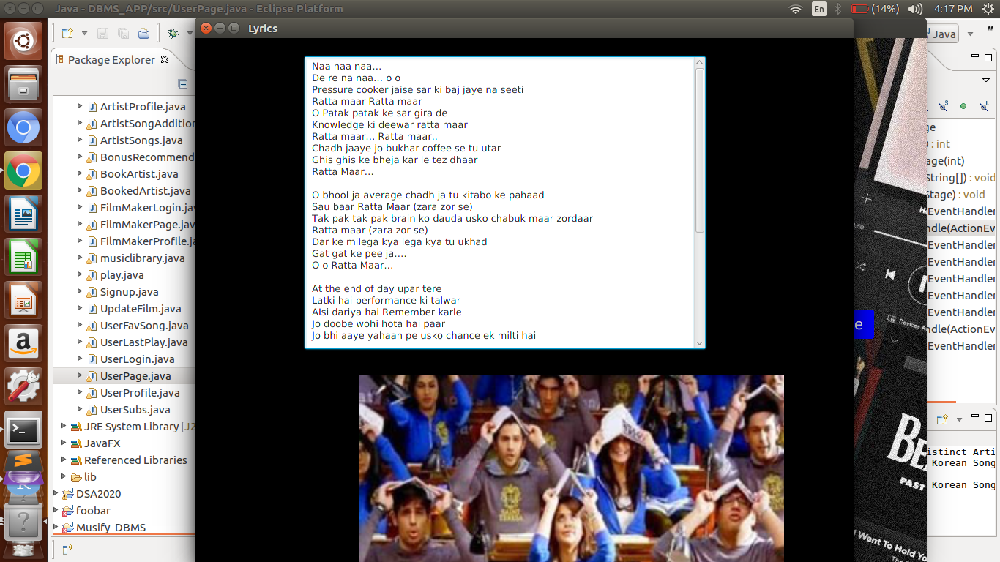 Java - DBMS_APP/src/UserPage.java - Eclipse Platform
En
(14%)
4:17 PM
Lyrics
Java
Package Explorer
ArtistProfile.java
ArtistSongAddition
ArtistSongs.java
BonusRecommend
BookArtist.java
BookedArtist.java
FilmMakerLogin.jav
FilmMakerPage.java
FilmMakerProfile.ja
musiclibrary.java
play.java
Signup.java
UpdateFilm.java
UserFavSong.java
UserLastPlay.java
UserLogin.java
UserPage.java
UserProfile.java
UserSubs.java
JRE System Library [J2
JavaFX
Referenced Libraries
lib
DSA2020
foobar
Musify_DBMS
Naa naa naa...
De re na naa... o o
Pressure cooker jaise sar ki baj jaye na seeti
Ratta maar Ratta maar
O Patak patak ke sar gira de
Knowledge ki deewar ratta maar
Ratta maar... Ratta maar..
Chadh jaaye jo bukhar coffee se tu utar
Ghis ghis ke bheja kar le tez dhaar
Ratta Maar...
O bhool ja average chadh ja tu kitabo ke pahaad
Sau baar Ratta Maar (zara zor se)
Tak pak tak pak brain ko dauda usko chabuk maar zordaar
Ratta maar (zara zor se)
Dar ke milega kya lega kya tu ukhad
Gat gat ke pee ja....
O o Ratta Maar...
At the end of day upar tere
Latki hai performance ki talwar
Alsi dariya hai Remember karle
Jo doobe wohi hota hai paar
Jo bhi aaye yahaan pe usko chance ek milti hai
ge
: int
age(int)
String[]) : void
Stage) : void
EventHandler
ndle(ActionEv
EventHandler
EventHandler
EventHandler
EventHandler
EventHandler
ndle(ActionEv
EventHandler
e
Devices A
BEA
PAST
Want To Hold Yo
istinct Arti
Korean_Song
Korean_Song